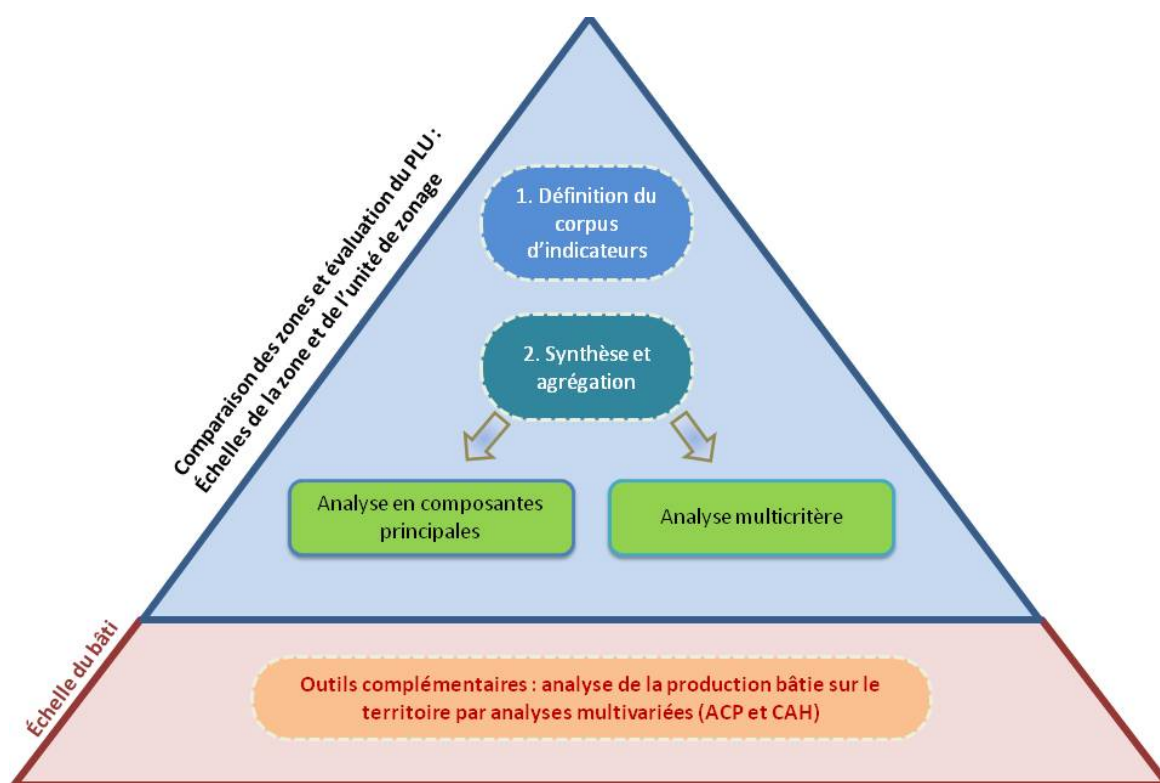 Comparaison des zones et évaluation du PLU :
Échelles de la zone et de l'unité de zonage
1. Définition du
corpus
d'indicateurs
2. Synthèse et
agrégation
Analyse en composantes
principales
Analyse multicritère
Échelle du bâti
Outils complémentaires : analyse de la production bâtie sur le
territoire par analyses multivariées (ACP et CAH)